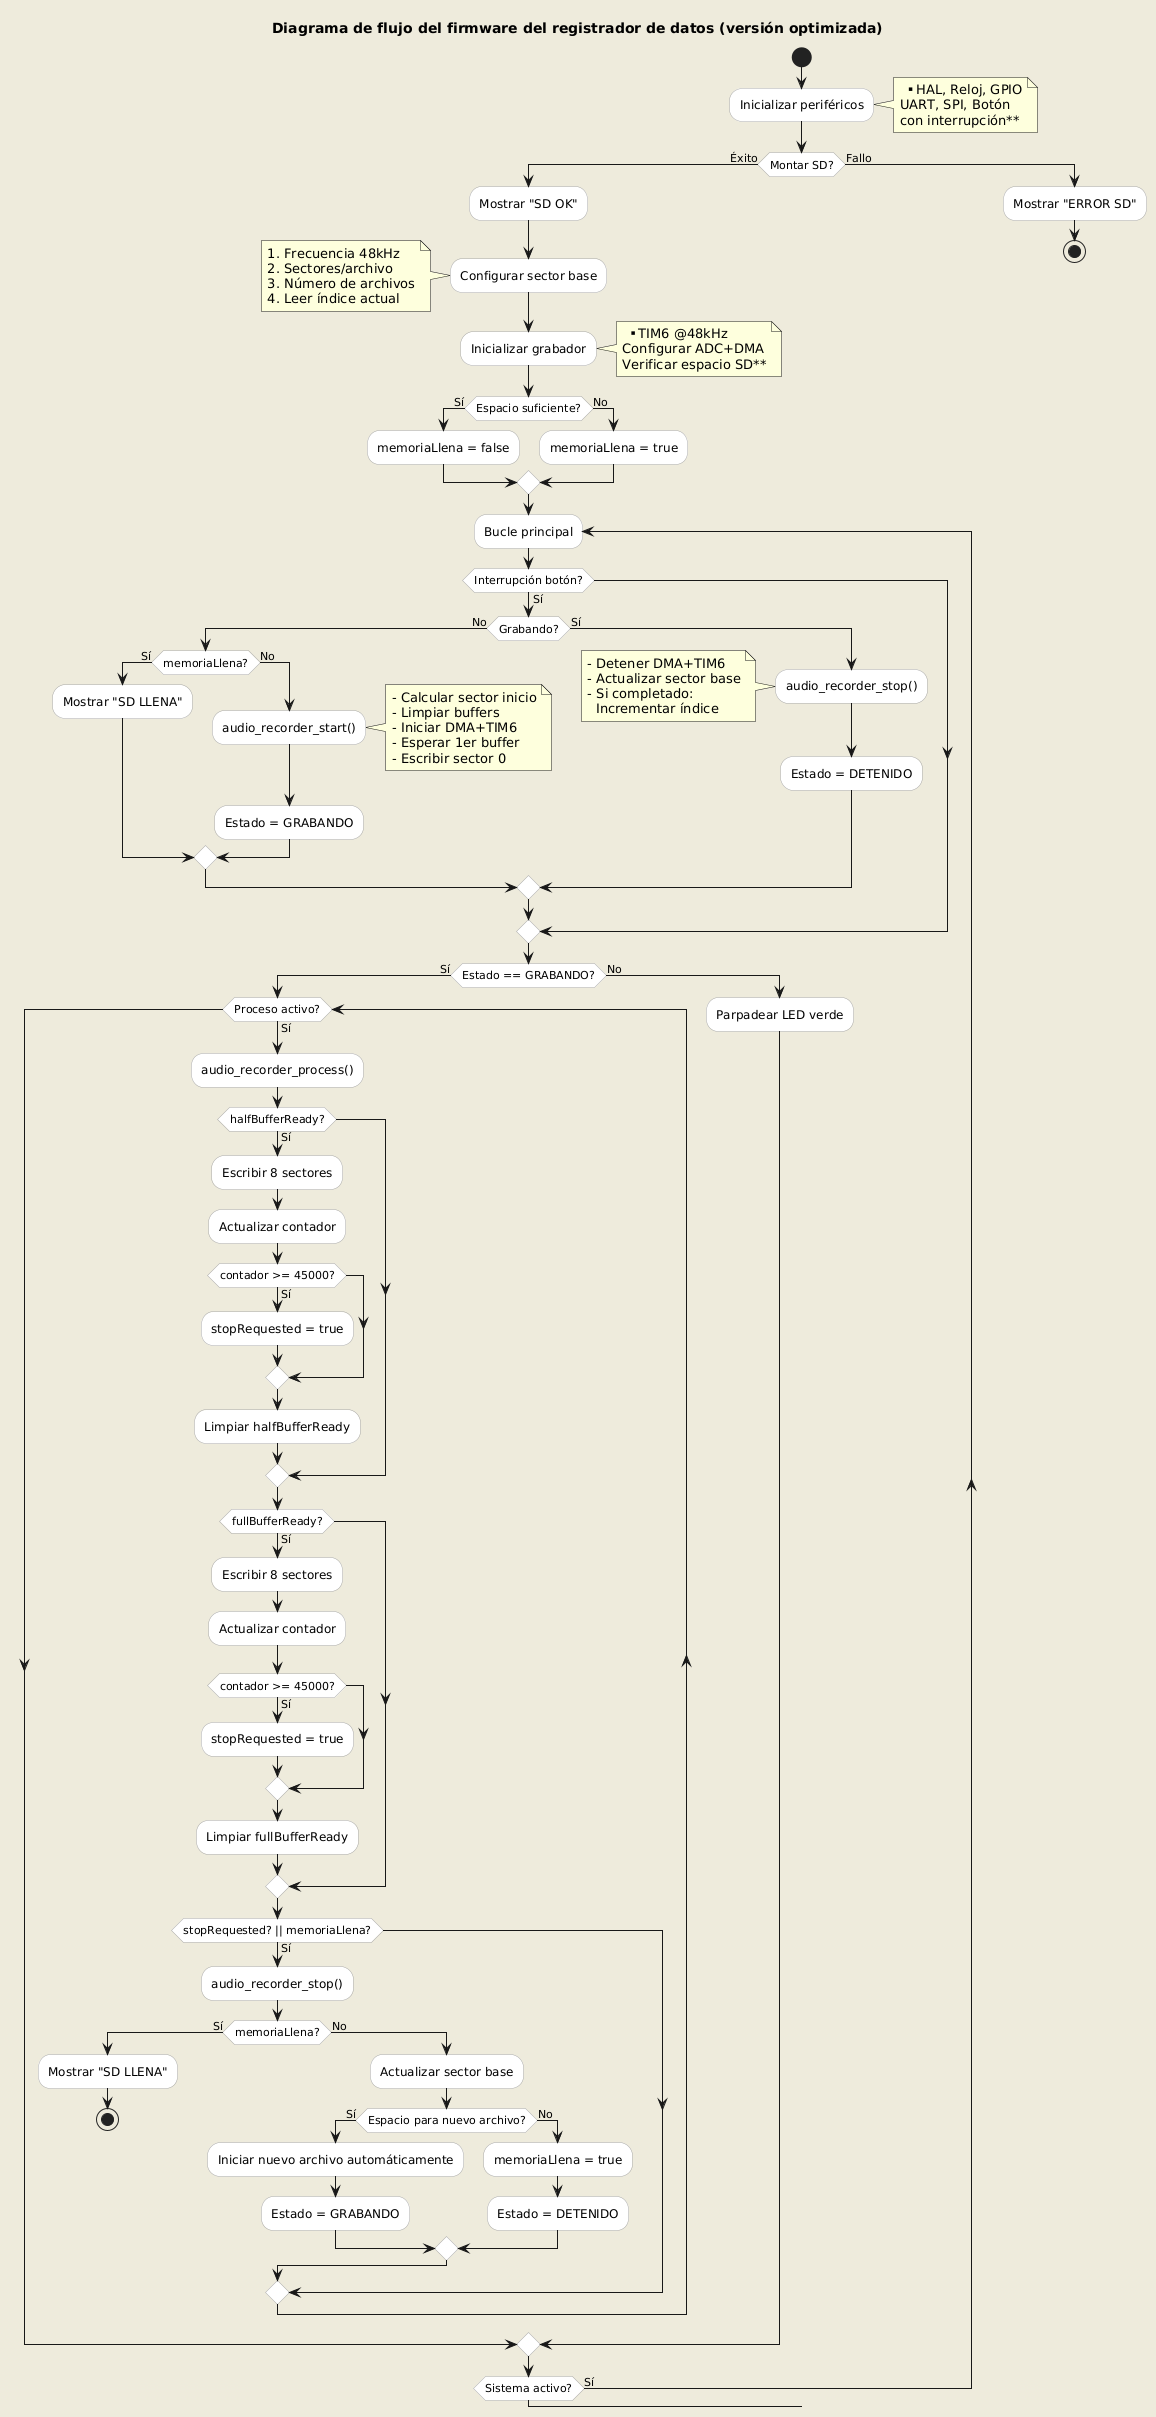 Diagrama de flujo del firmware del registrador de datos (versión optimizada)
Inicializar periféricos
▪ HAL, Reloj, GPIO
UART, SPI, Botón
con interrupción**
Montar SD?
Éxito
Fallo
Mostrar "SD OK"
Mostrar "ERROR SD"
1. Frecuencia 48kHz
2. Sectores/archivo
3. Número de archivos
4. Leer índice actual
Configurar sector base
Inicializar grabador
▪ TIM6 @48kHz
Configurar ADC+DMA
Verificar espacio SD**
Espacio suficiente?
Sí
No
memoriaLlena = false
memoriaLlena = true
Bucle principal
Interrupción botón?
Sí
Grabando?
No
Sí
memoriaLlena?
Sí
No
Mostrar "SD LLENA"
audio_recorder_start()
- Calcular sector inicio
- Limpiar buffers
- Iniciar DMA+TIM6
- Esperar 1er buffer
- Escribir sector 0
Estado = GRABANDO
- Detener DMA+TIM6
- Actualizar sector base
- Si completado:
Incrementar índice
audio_recorder_stop()
Estado = DETENIDO
Estado == GRABANDO?
Sí
No
Proceso activo?
Sí
Parpadear LED verde
audio_recorder_process()
halfBufferReady?
Sí
Escribir 8 sectores
Actualizar contador
contador >= 45000?
Sí
stopRequested = true
Limpiar halfBufferReady
fullBufferReady?
Sí
Escribir 8 sectores
Actualizar contador
contador >= 45000?
Sí
stopRequested = true
Limpiar fullBufferReady
stopRequested? || memoriaLlena?
Sí
audio_recorder_stop()
memoriaLlena?
Sí
No
Mostrar "SD LLENA"
Actualizar sector base
Espacio para nuevo archivo?
Sí
No
Iniciar nuevo archivo automáticamente
memoriaLlena = true
Estado = GRABANDO
Estado = DETENIDO
Sistema activo?
Sí